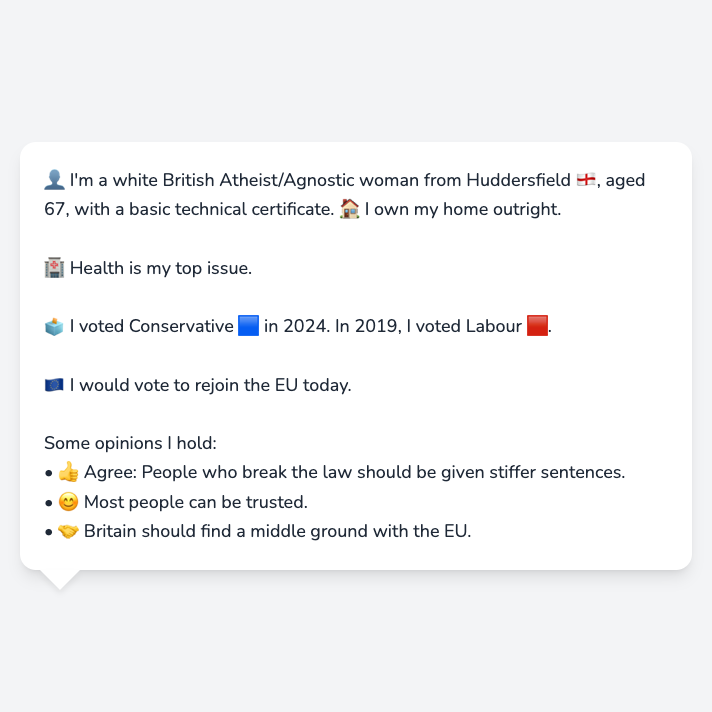 👤 I'm a white British Atheist/Agnostic woman from Huddersfield 🏴󠁧󠁢󠁥󠁮󠁧󠁿, aged
67, with a basic technical certificate. 🏠 I own my home outright.
🏥 Health is my top issue.
🗳️ I voted Conservative 🟦 in 2024. In 2019, I voted Labour 🟥.
🇪🇺 I would vote to rejoin the EU today.
Some opinions I hold:
• 👍 Agree: People who break the law should be given stiffer sentences.
• 😊 Most people can be trusted.
• 🤝 Britain should find a middle ground with the EU.